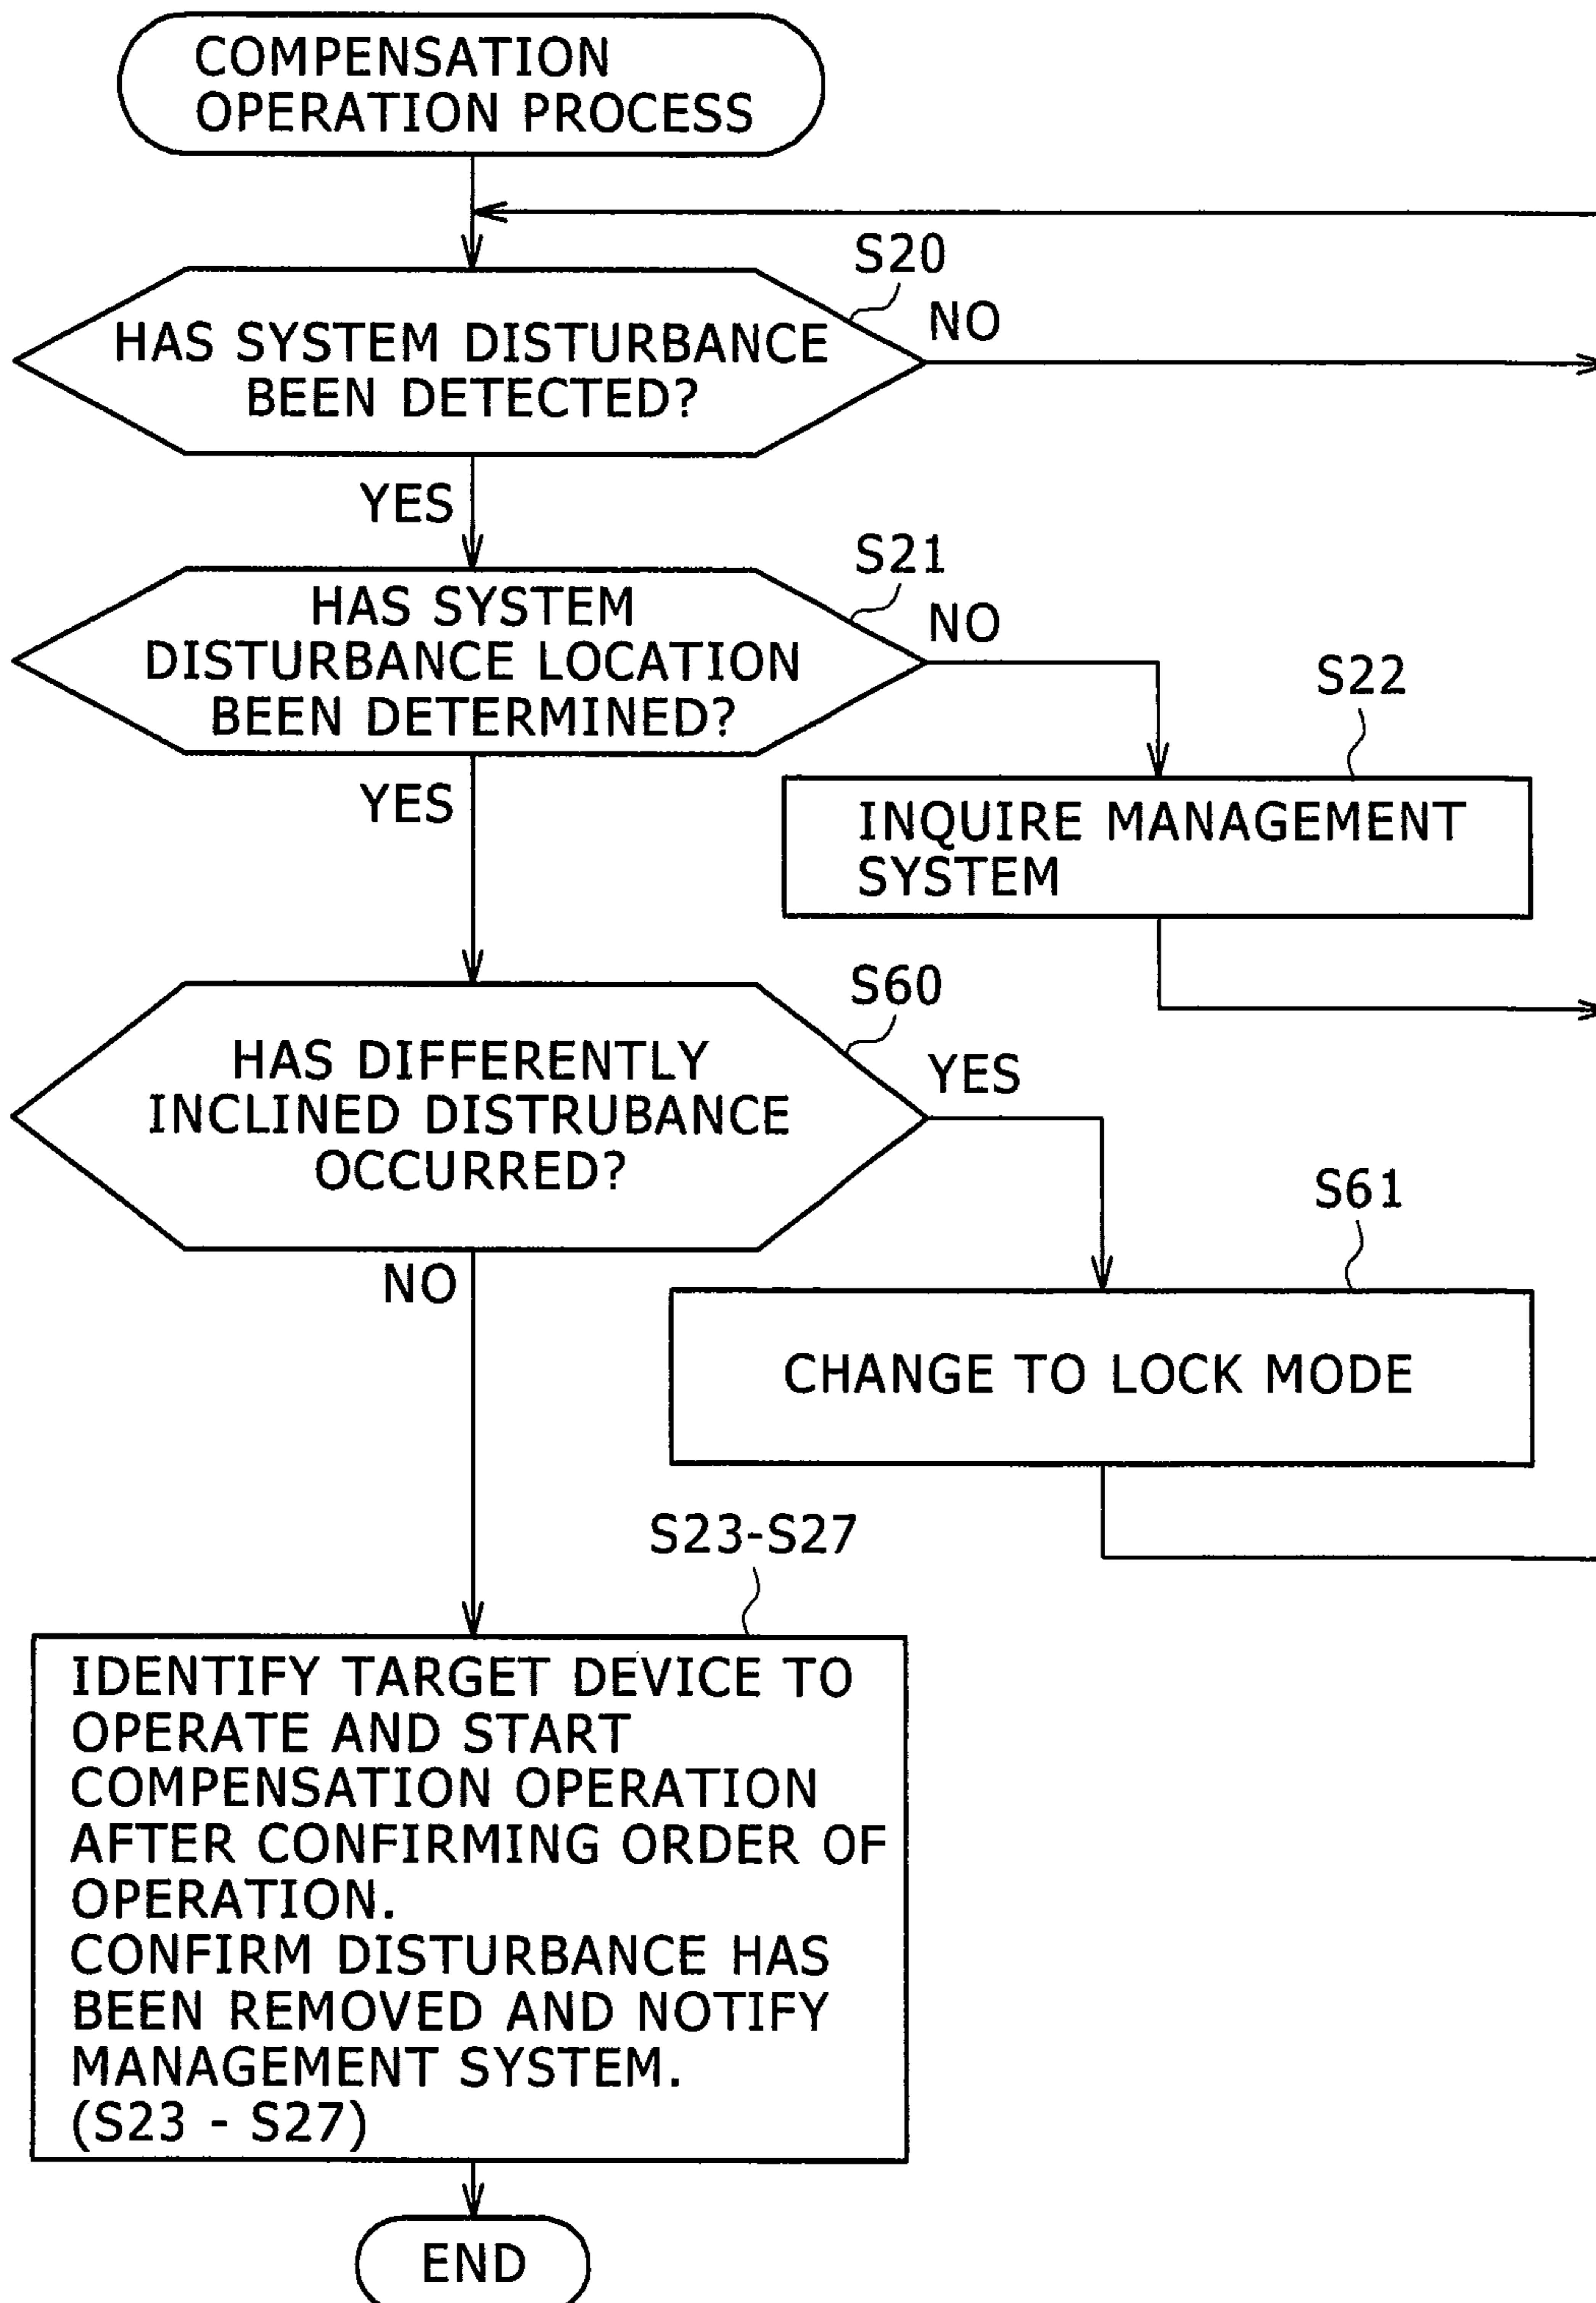 COMPENSATION
OPERATION PROCESS
S20
NO
HAS SYSTEM DISTURBANCE
BEEN DETECTED?
YES
S21
NO
HAS SYSTEM
DISTURBANCE LOCATION
BEEN DETERMINED?
S22
YES
INQUIRE MANAGEMENT
SYSTEM
S60
YES
HAS DIFFERENTLY
INCLINED DISTRUBANCE
OCCURRED?
S61
NO
CHANGE TO LOCK MODE
S23-S27
IDENTIFY TARGET DEVICE TO
OPERATE AND START
COMPENSATION OPERATION
AFTER CONFIRMING ORDER OF
OPERATION.
CONFIRM DISTURBANCE HAS
BEEN REMOVED AND NOTIFY
MANAGEMENT SYSTEM.
(S23 - S27)
END